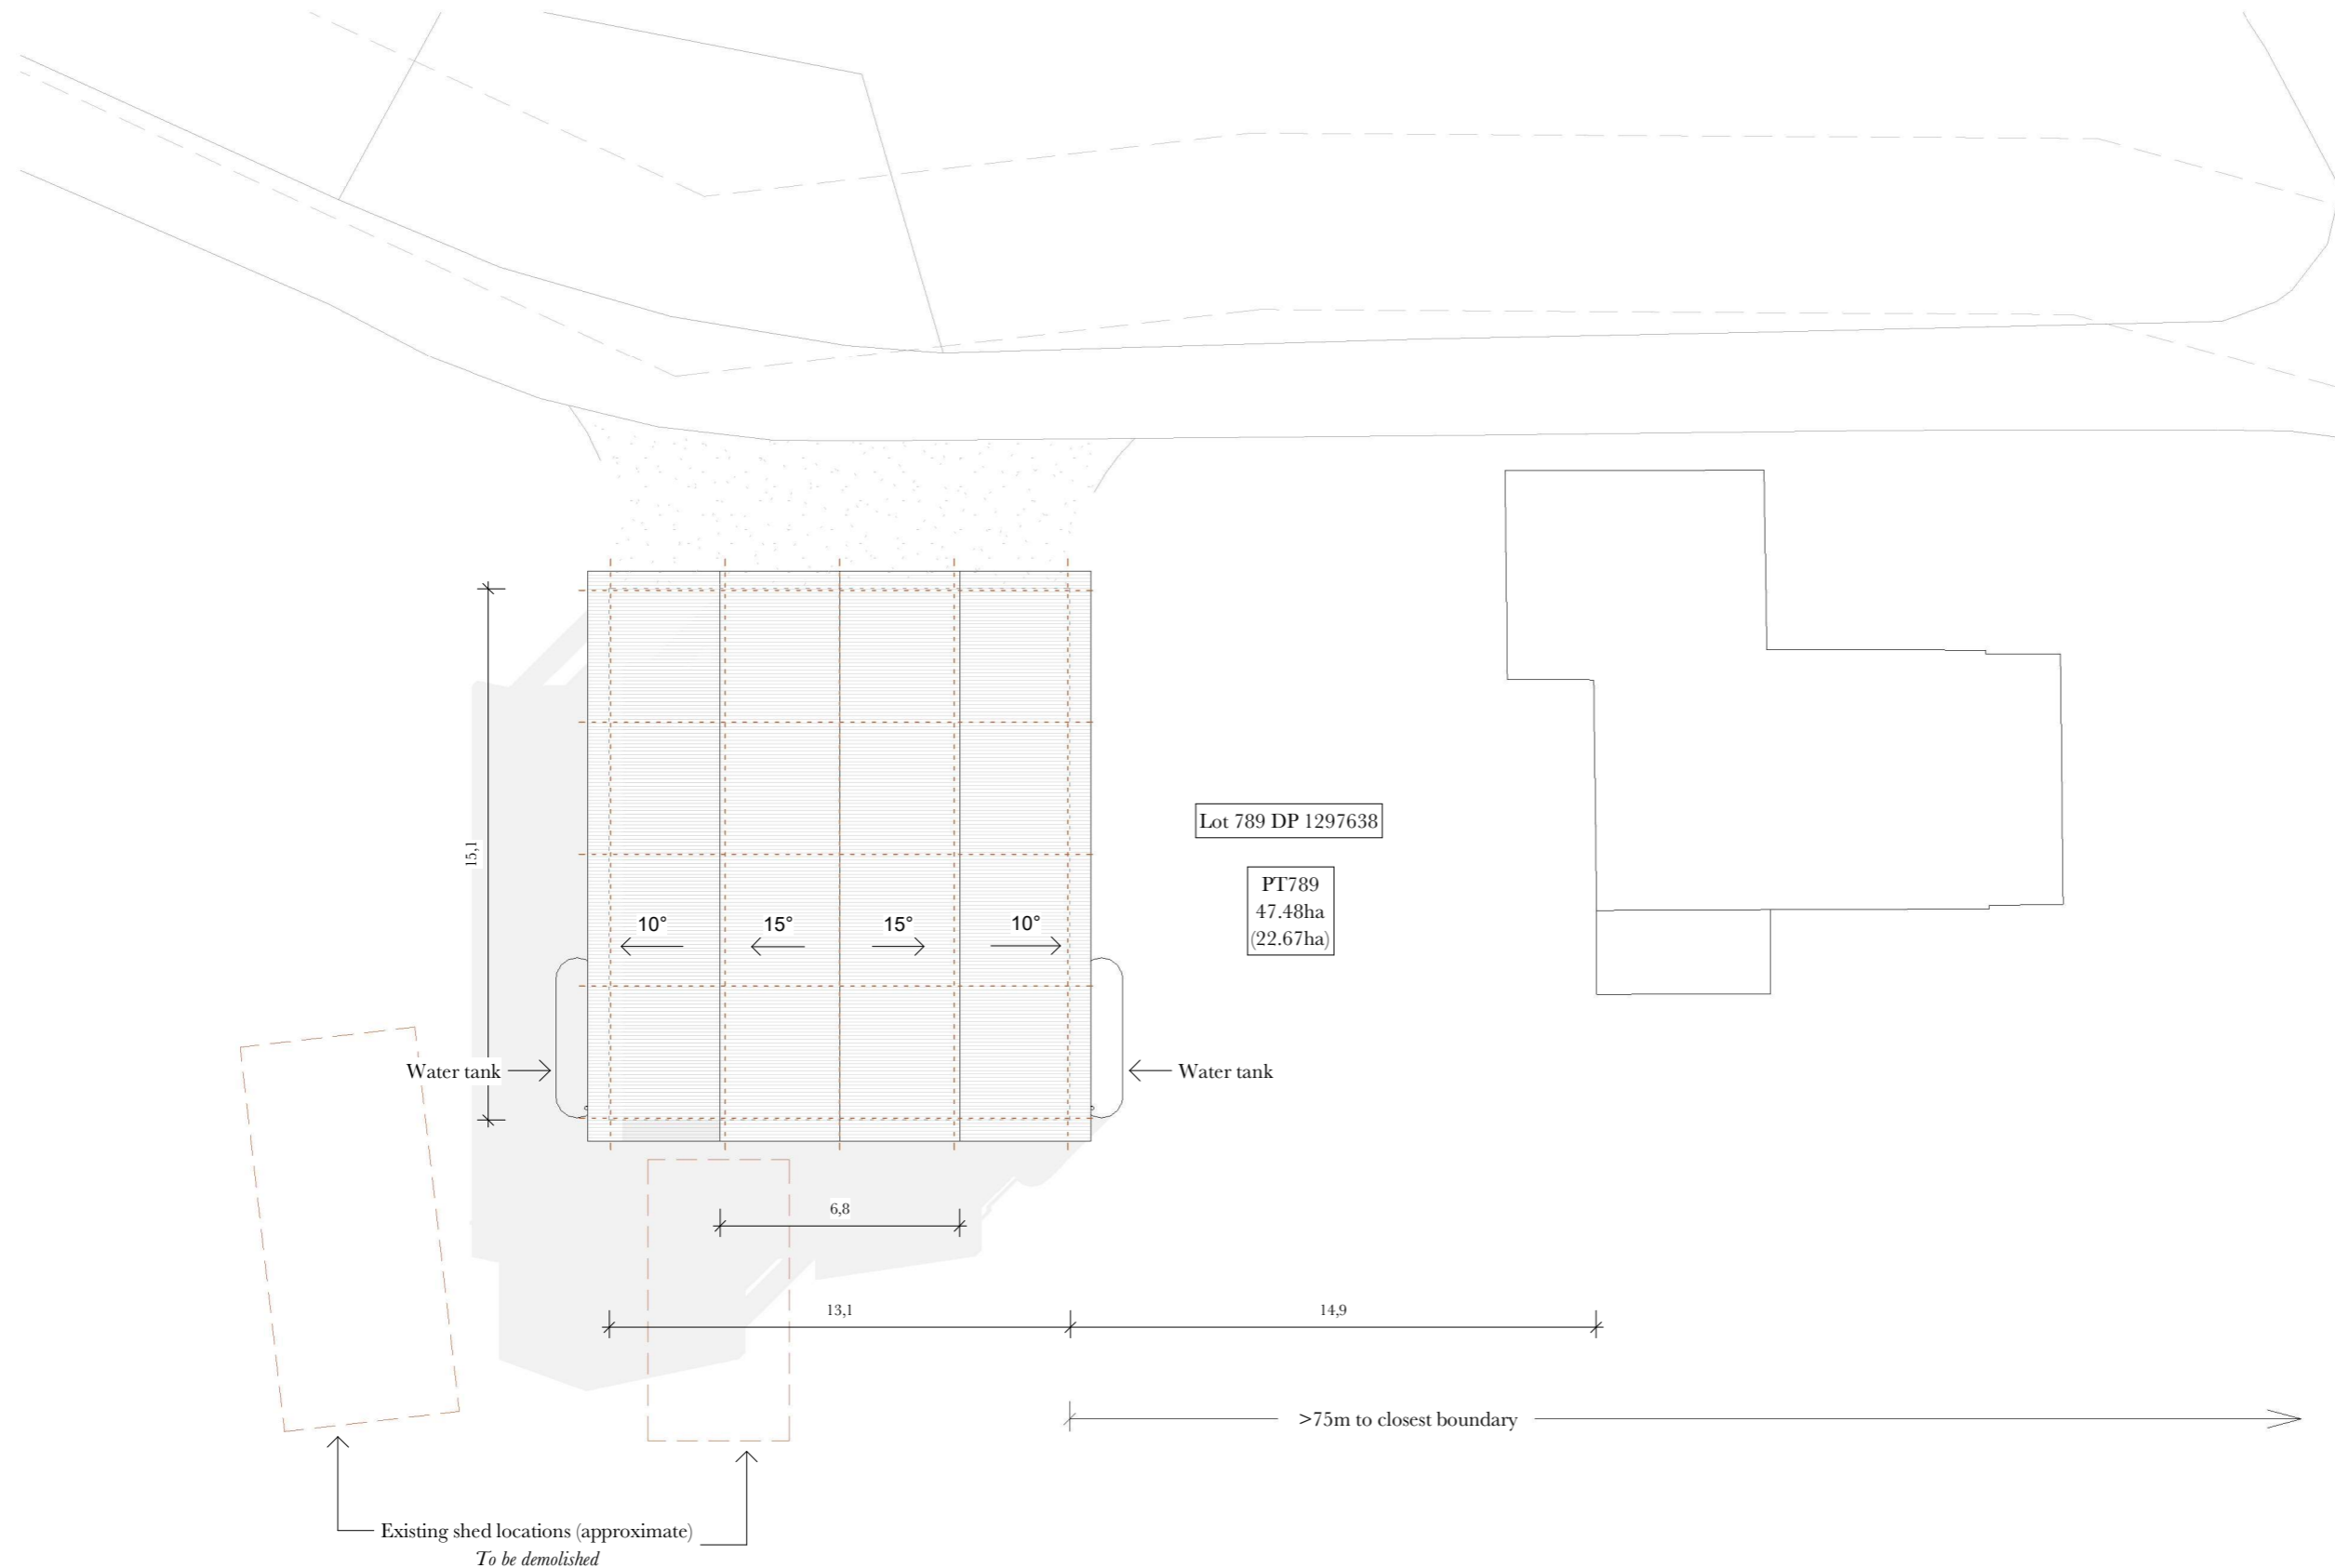 Lot 789 DP 1297638
15,1
PT789
47.48ha
(22.67ha)
10°
15°
15°
10°
Water tank
Water tank
6,8
13,1
14,9
>75m to closest boundary
Existing shed locations (approximate)
To be demolished